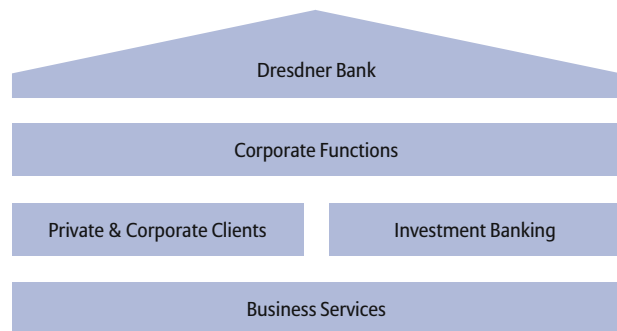 Dresdner Bank
Corporate Functions
Private & Corporate Clients
Investment Banking
Business Services